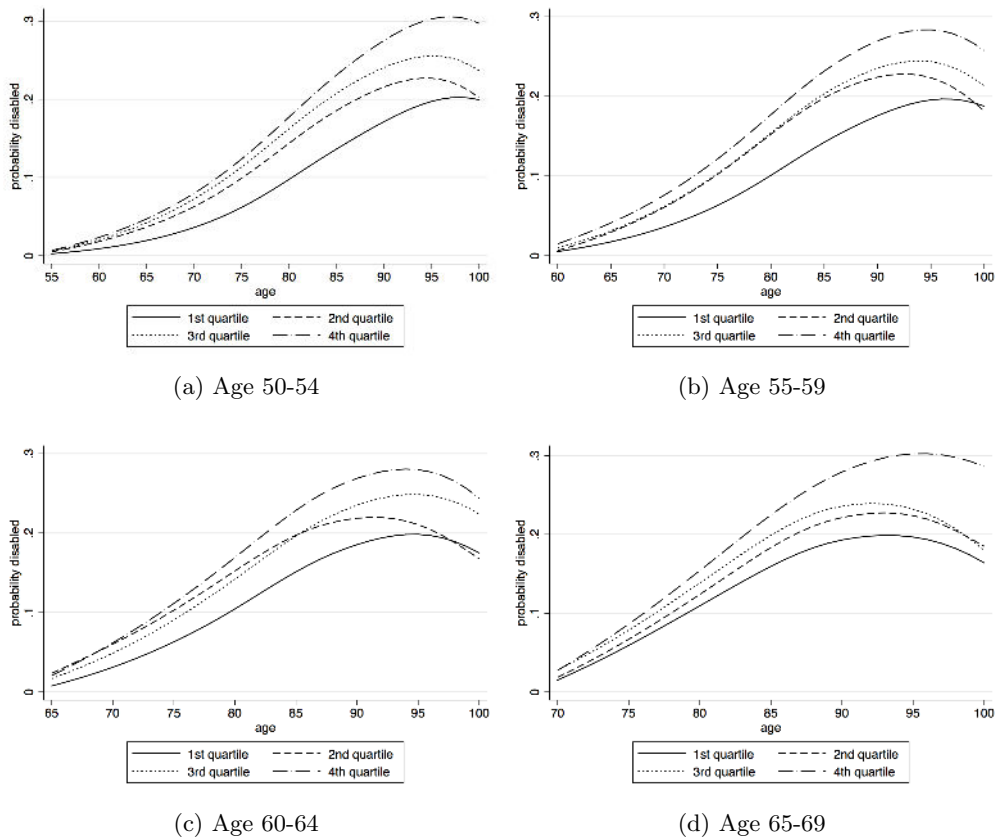 .3
.2
.1
0
probability disabled
55 60 65 70 75 80 85 90 95 100
age
1st quartile 2nd quartile
3rd quartile 4th quartile
(a) Age 50-54
.3
.2
.1
0
probability disabled
60 65 70 75 80 85 90 95 100
age
1st quartile 2nd quartile
3rd quartile 4th quartile
(b) Age 55-59
.3
.2
.1
0
probability disabled
65 70 75 80 85 90 95 100
age
1st quartile 2nd quartile
3rd quartile 4th quartile
(c) Age 60-64
.3
.2
.1
0
probability disabled
70 75 80 85 90 95 100
age
1st quartile 2nd quartile
3rd quartile 4th quartile
(d) Age 65-69